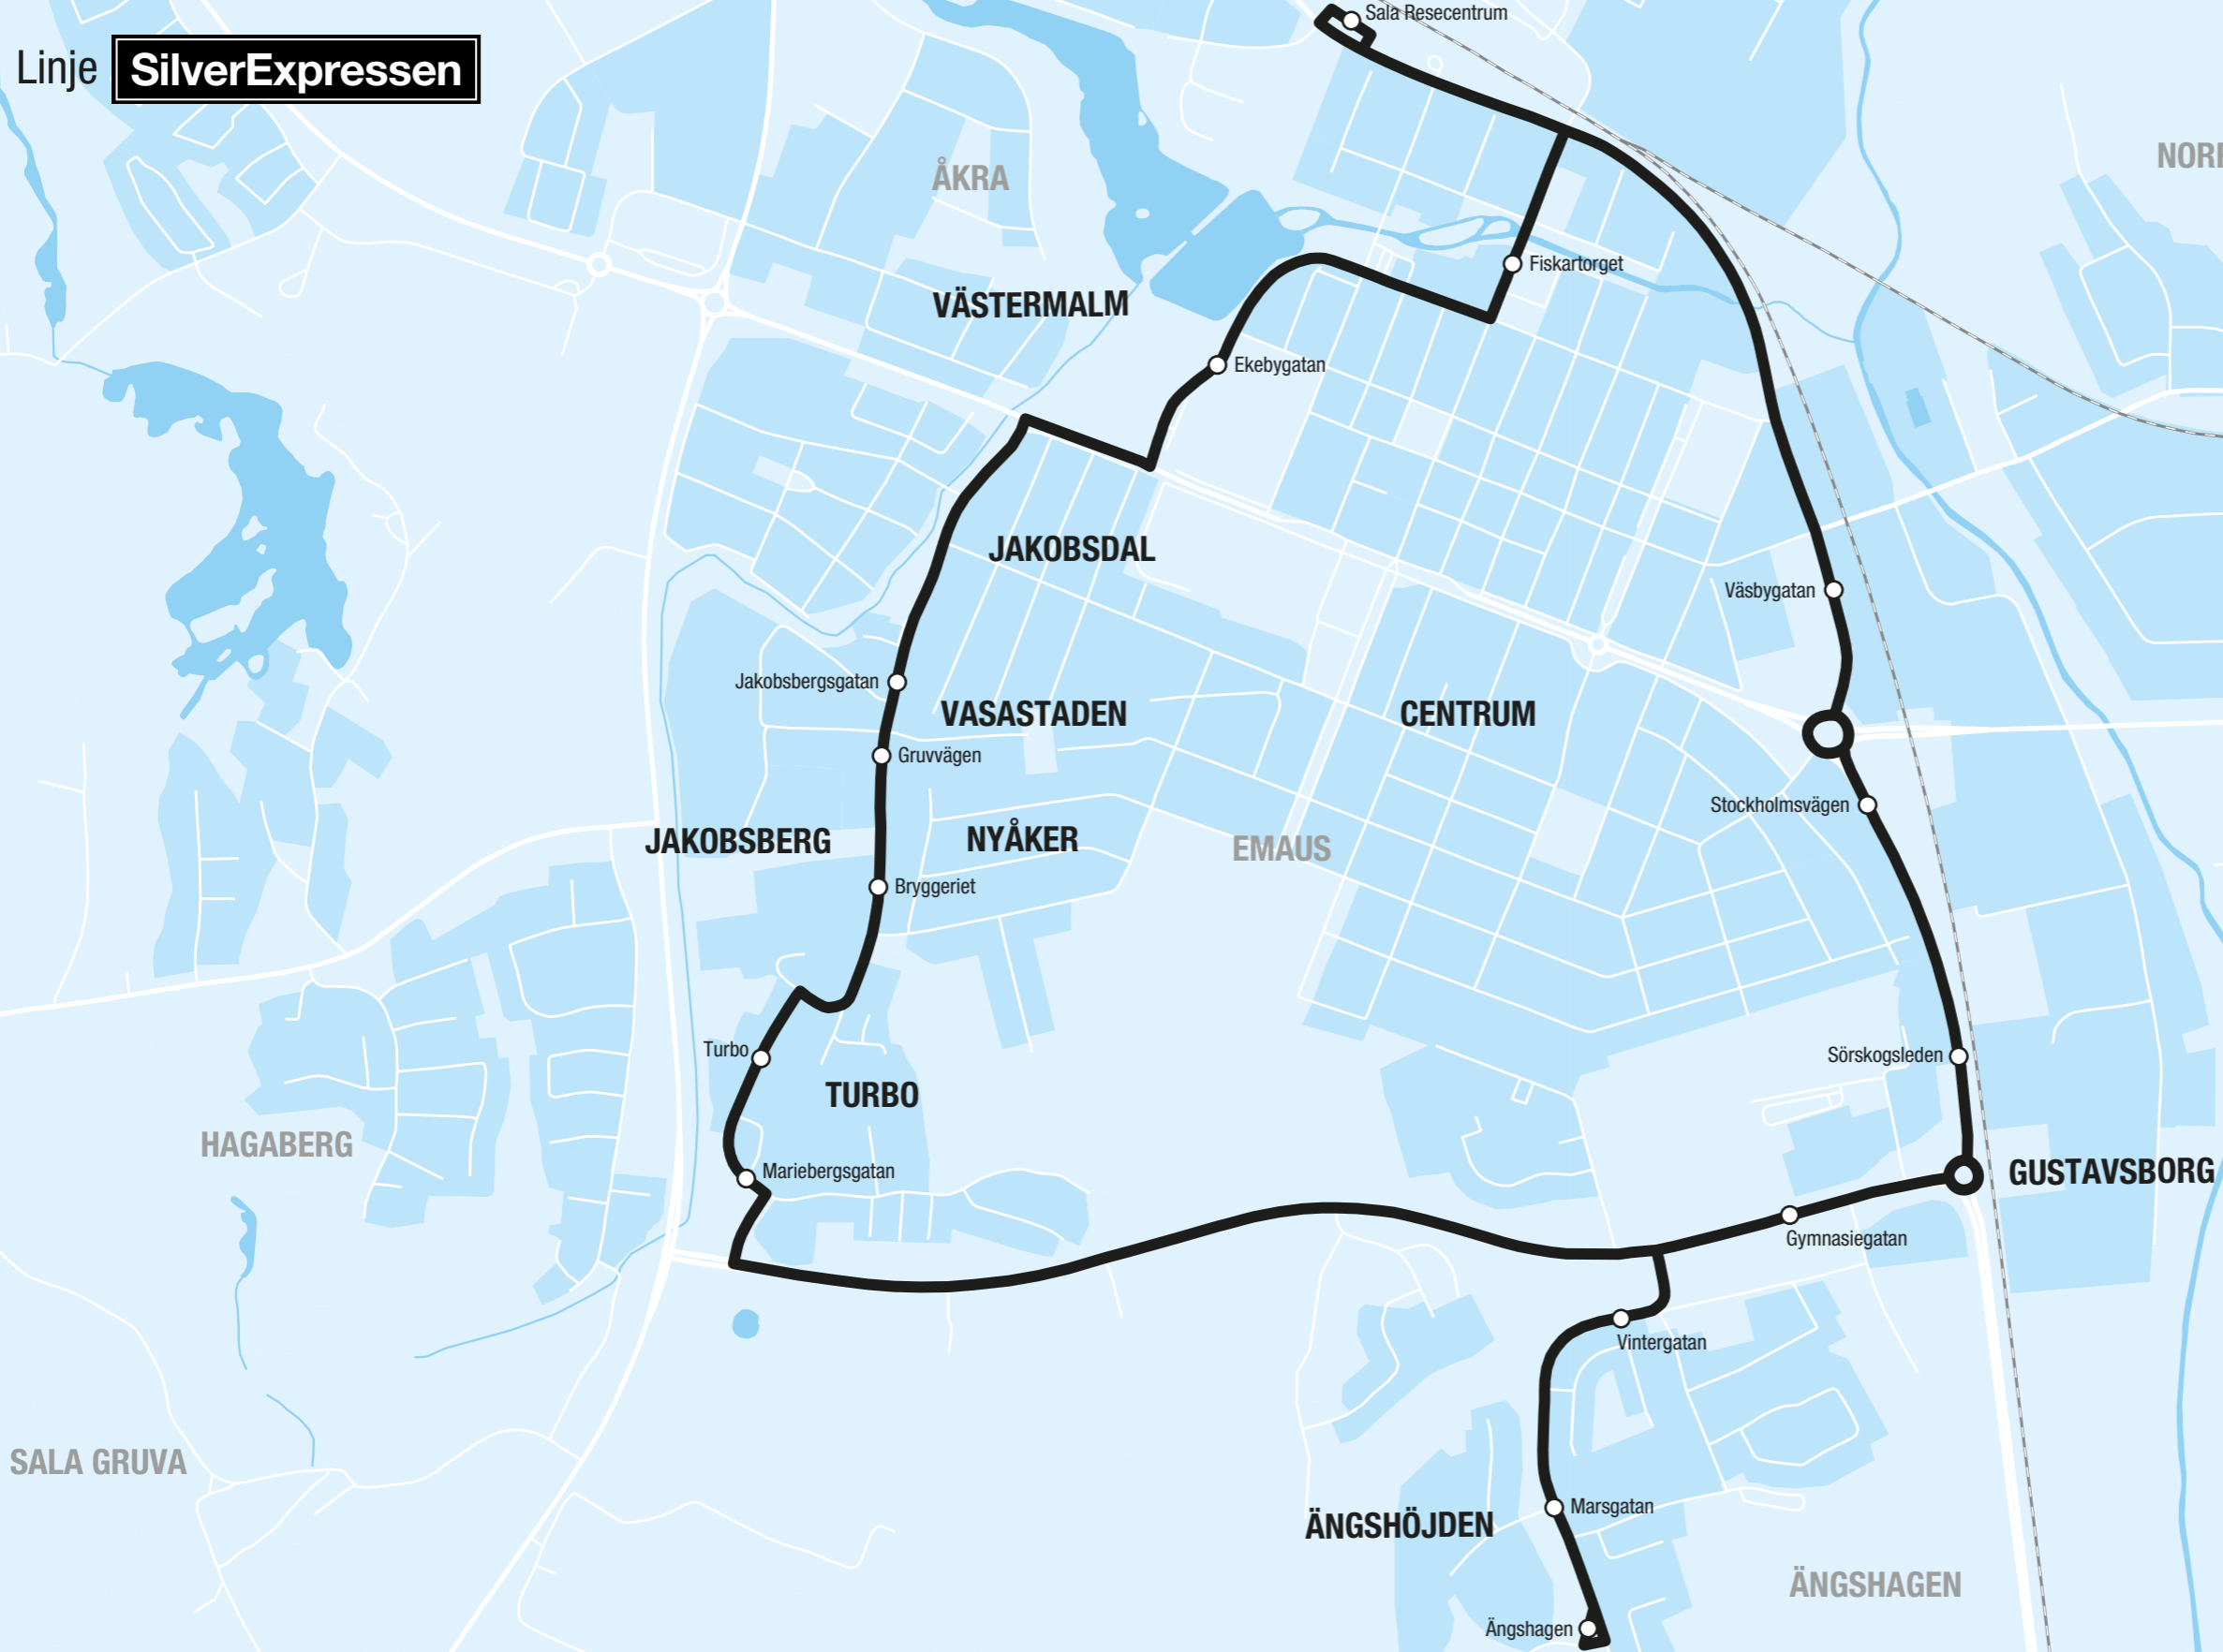 Sala Resecentrum
Linje SilverExpressen
ÅKRA
Fiskartorget
VÄSTERMALM
Ekebygatan
JAKOBSDAL
Väsbygatan
Jakobsbergsgatan
VASASTADEN
CENTRUM
Gruvvägen
Stockholmsvägen
JAKOBSBERG
NYÅKER
EMAUS
Bryggeriet
Turbo
Sörskogsleden
TURBO
HAGABERG
Mariebergsgatan
GUSTAVSBORG
Gymnasiegatan
Vintergatan
SALA GRUVA
Marsgatan
ÄNGSHÖJDEN
ÄNGSHAGEN
Ängshagen